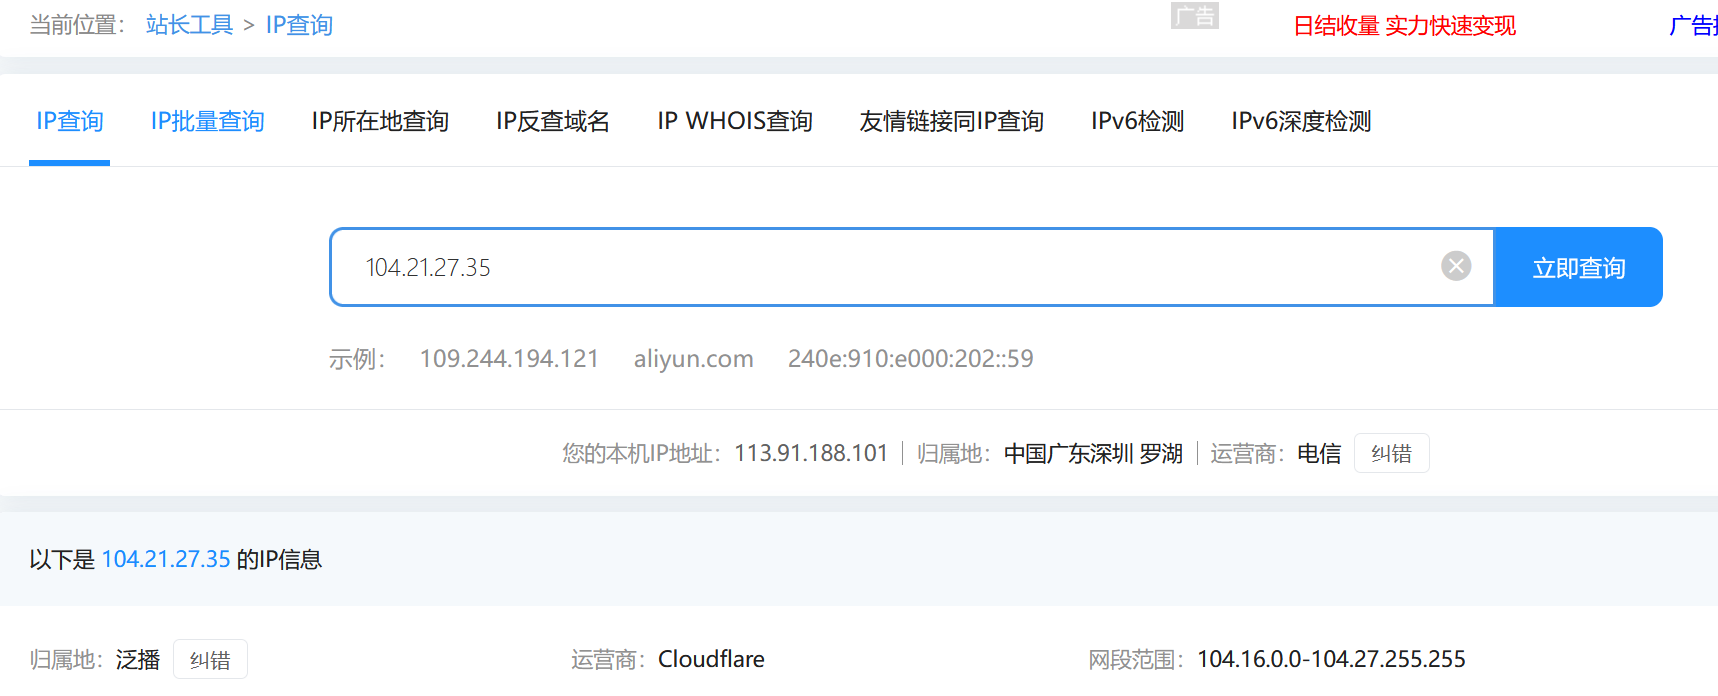 当前位置： 站长工具 > IP查询 广告 日结收量 实力快速变现 广告
IP查询 IP批量查询 IP所在地查询 IP反查域名 IP WHOIS查询 友情链接同IP查询 IPv6检测 IPv6深度检测
104.21.27.35 立即查询
示例： 109.244.194.121 aliyun.com 240e:910:e000:202::59
您的本机IP地址：113.91.188.101 归属地：中国广东深圳 罗湖 运营商：电信 纠错
以下是 104.21.27.35 的IP信息
归属地：泛播 纠错 运营商：Cloudflare 网段范围：104.16.0.0-104.27.255.255